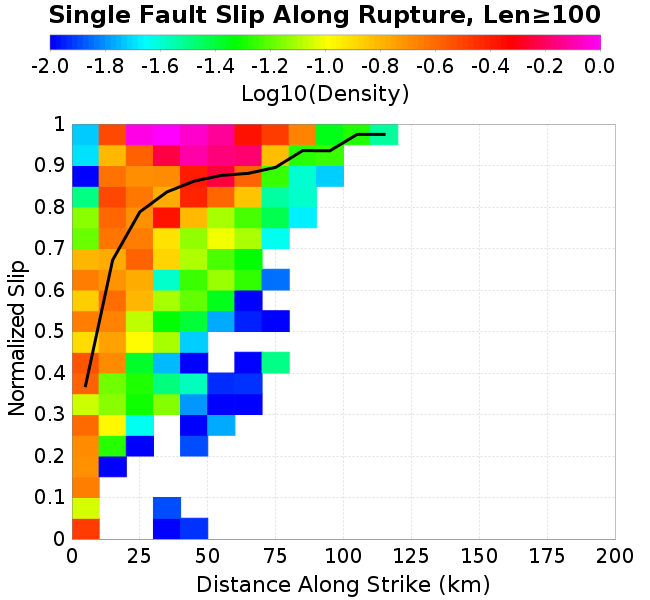 Single Fault Slip Along Rupture, Len≥100
-2.0 -1.8 -1.6 -1.4 -1.2 -1.0 -0.8 -0.6 -0.4 -0.2 0.0
Log10(Density)
1
0.9
0.8
0.7
0.6
0.5
0.4
0.3
0.2
0.1
0
Normalized Slip
0 25 50 75 100 125 150 175 200
Distance Along Strike (km)